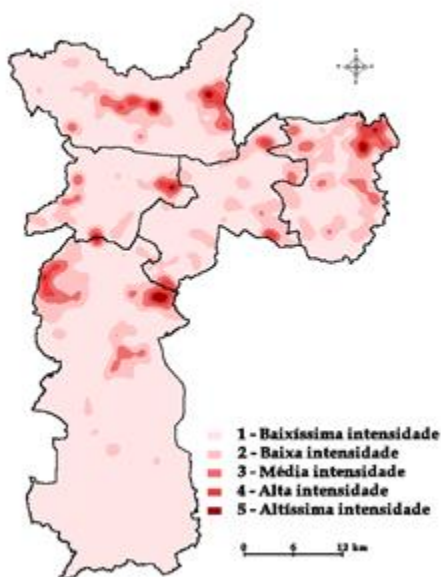 1 - Baixíssima intensidade
2 - Baixa intensidade
3 - Média intensidade
4 - Alta intensidade
5 - Altíssima intensidade
0 6 12 km